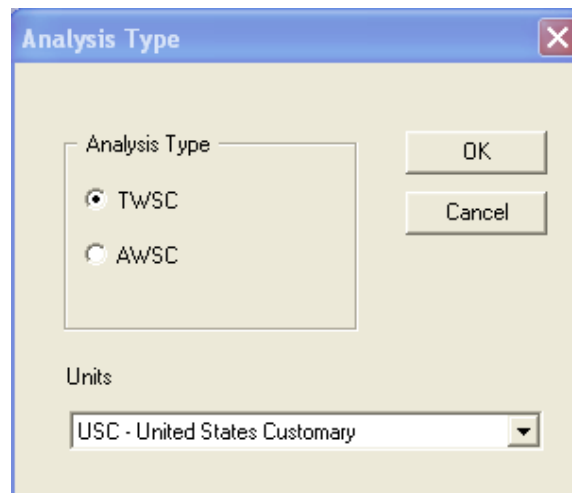 Analysis Type
Analysis Type
OK
TWSC
Cancel
AWSC
Units
USC - United States Customary